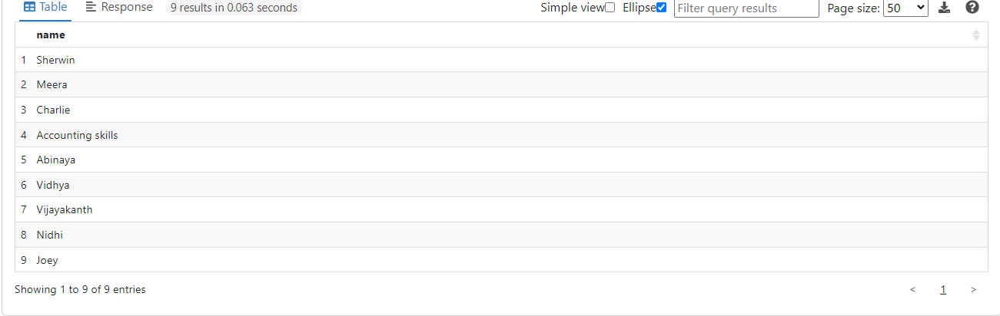 Table Response 9 results in 0.063 seconds Simple view Ellipse Filter query results Page size: 50
name
1 Sherwin
2 Meera
3 Charlie
4 Accounting skills
5 Abinaya
6 Vidhya
7 Vijayakanth
8 Nidhi
9 Joey
Showing 1 to 9 of 9 entries < 1 >